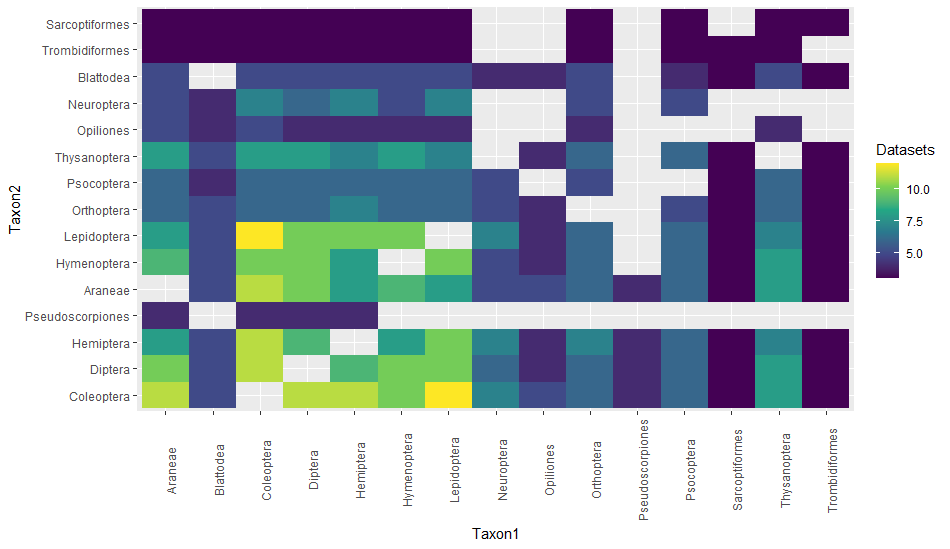 Sarcoptiformes
Trombidiformes
Blattodea
Neuroptera
Opiliones
Thysanoptera
Psocoptera
Orthoptera
Lepidoptera
Hymenoptera
Araneae
Pseudoscorpiones
Hemiptera
Diptera
Coleoptera
Taxon2
Araneae
Blattodea
Coleoptera
Diptera
Hemiptera
Hymenoptera
Lepidoptera
Neuroptera
Opiliones
Orthoptera
Pseudoscorpiones
Psocoptera
Sarcoptiformes
Thysanoptera
Trombidiformes
Taxon1
Datasets
10.0
7.5
5.0